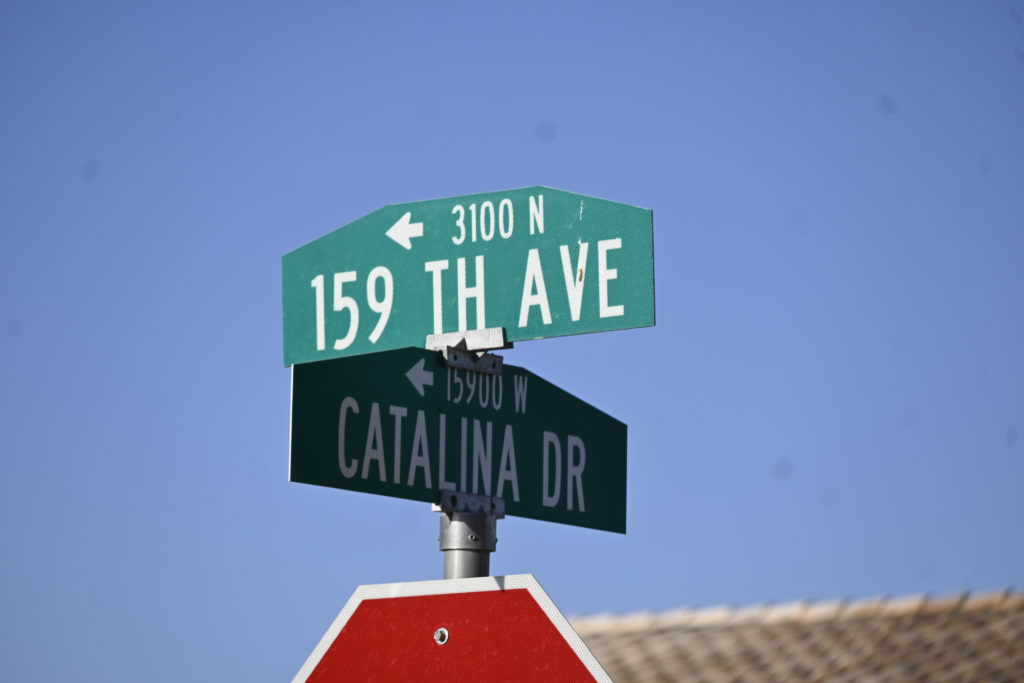 3100 N
159 TH AVE
15900 W
CATALINA DR